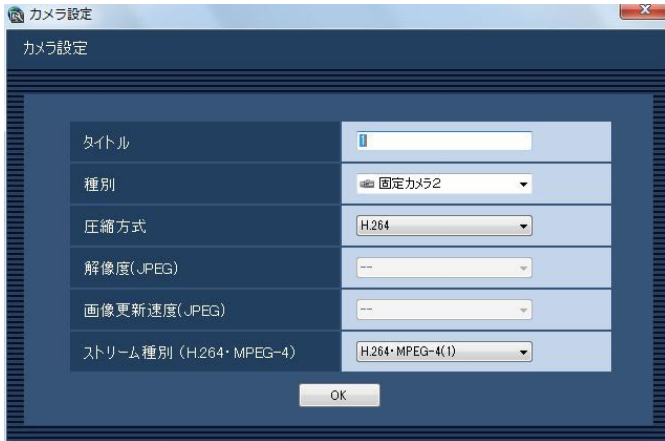 カメラ設定
カメラ設定
タイトル 1
種別 固定カメラ2
圧縮方式 H.264
解像度(JPEG) --
画像更新速度(JPEG) --
ストリーム種別 (H.264・MPEG-4) H.264・MPEG-4(1)
OK